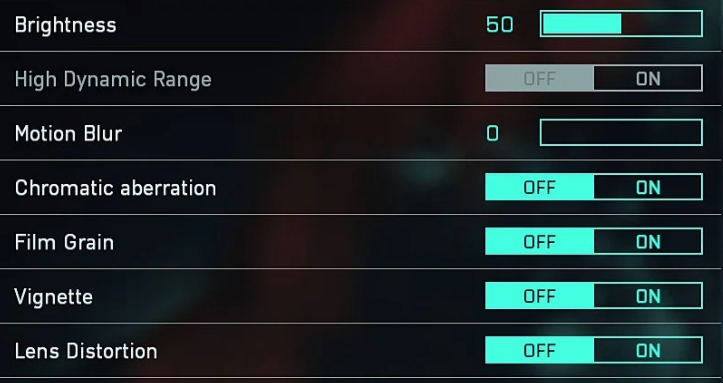 Brightness 50
High Dynamic Range OFF ON
Motion Blur 0
Chromatic aberration OFF ON
Film Grain OFF ON
Vignette OFF ON
Lens Distortion OFF ON